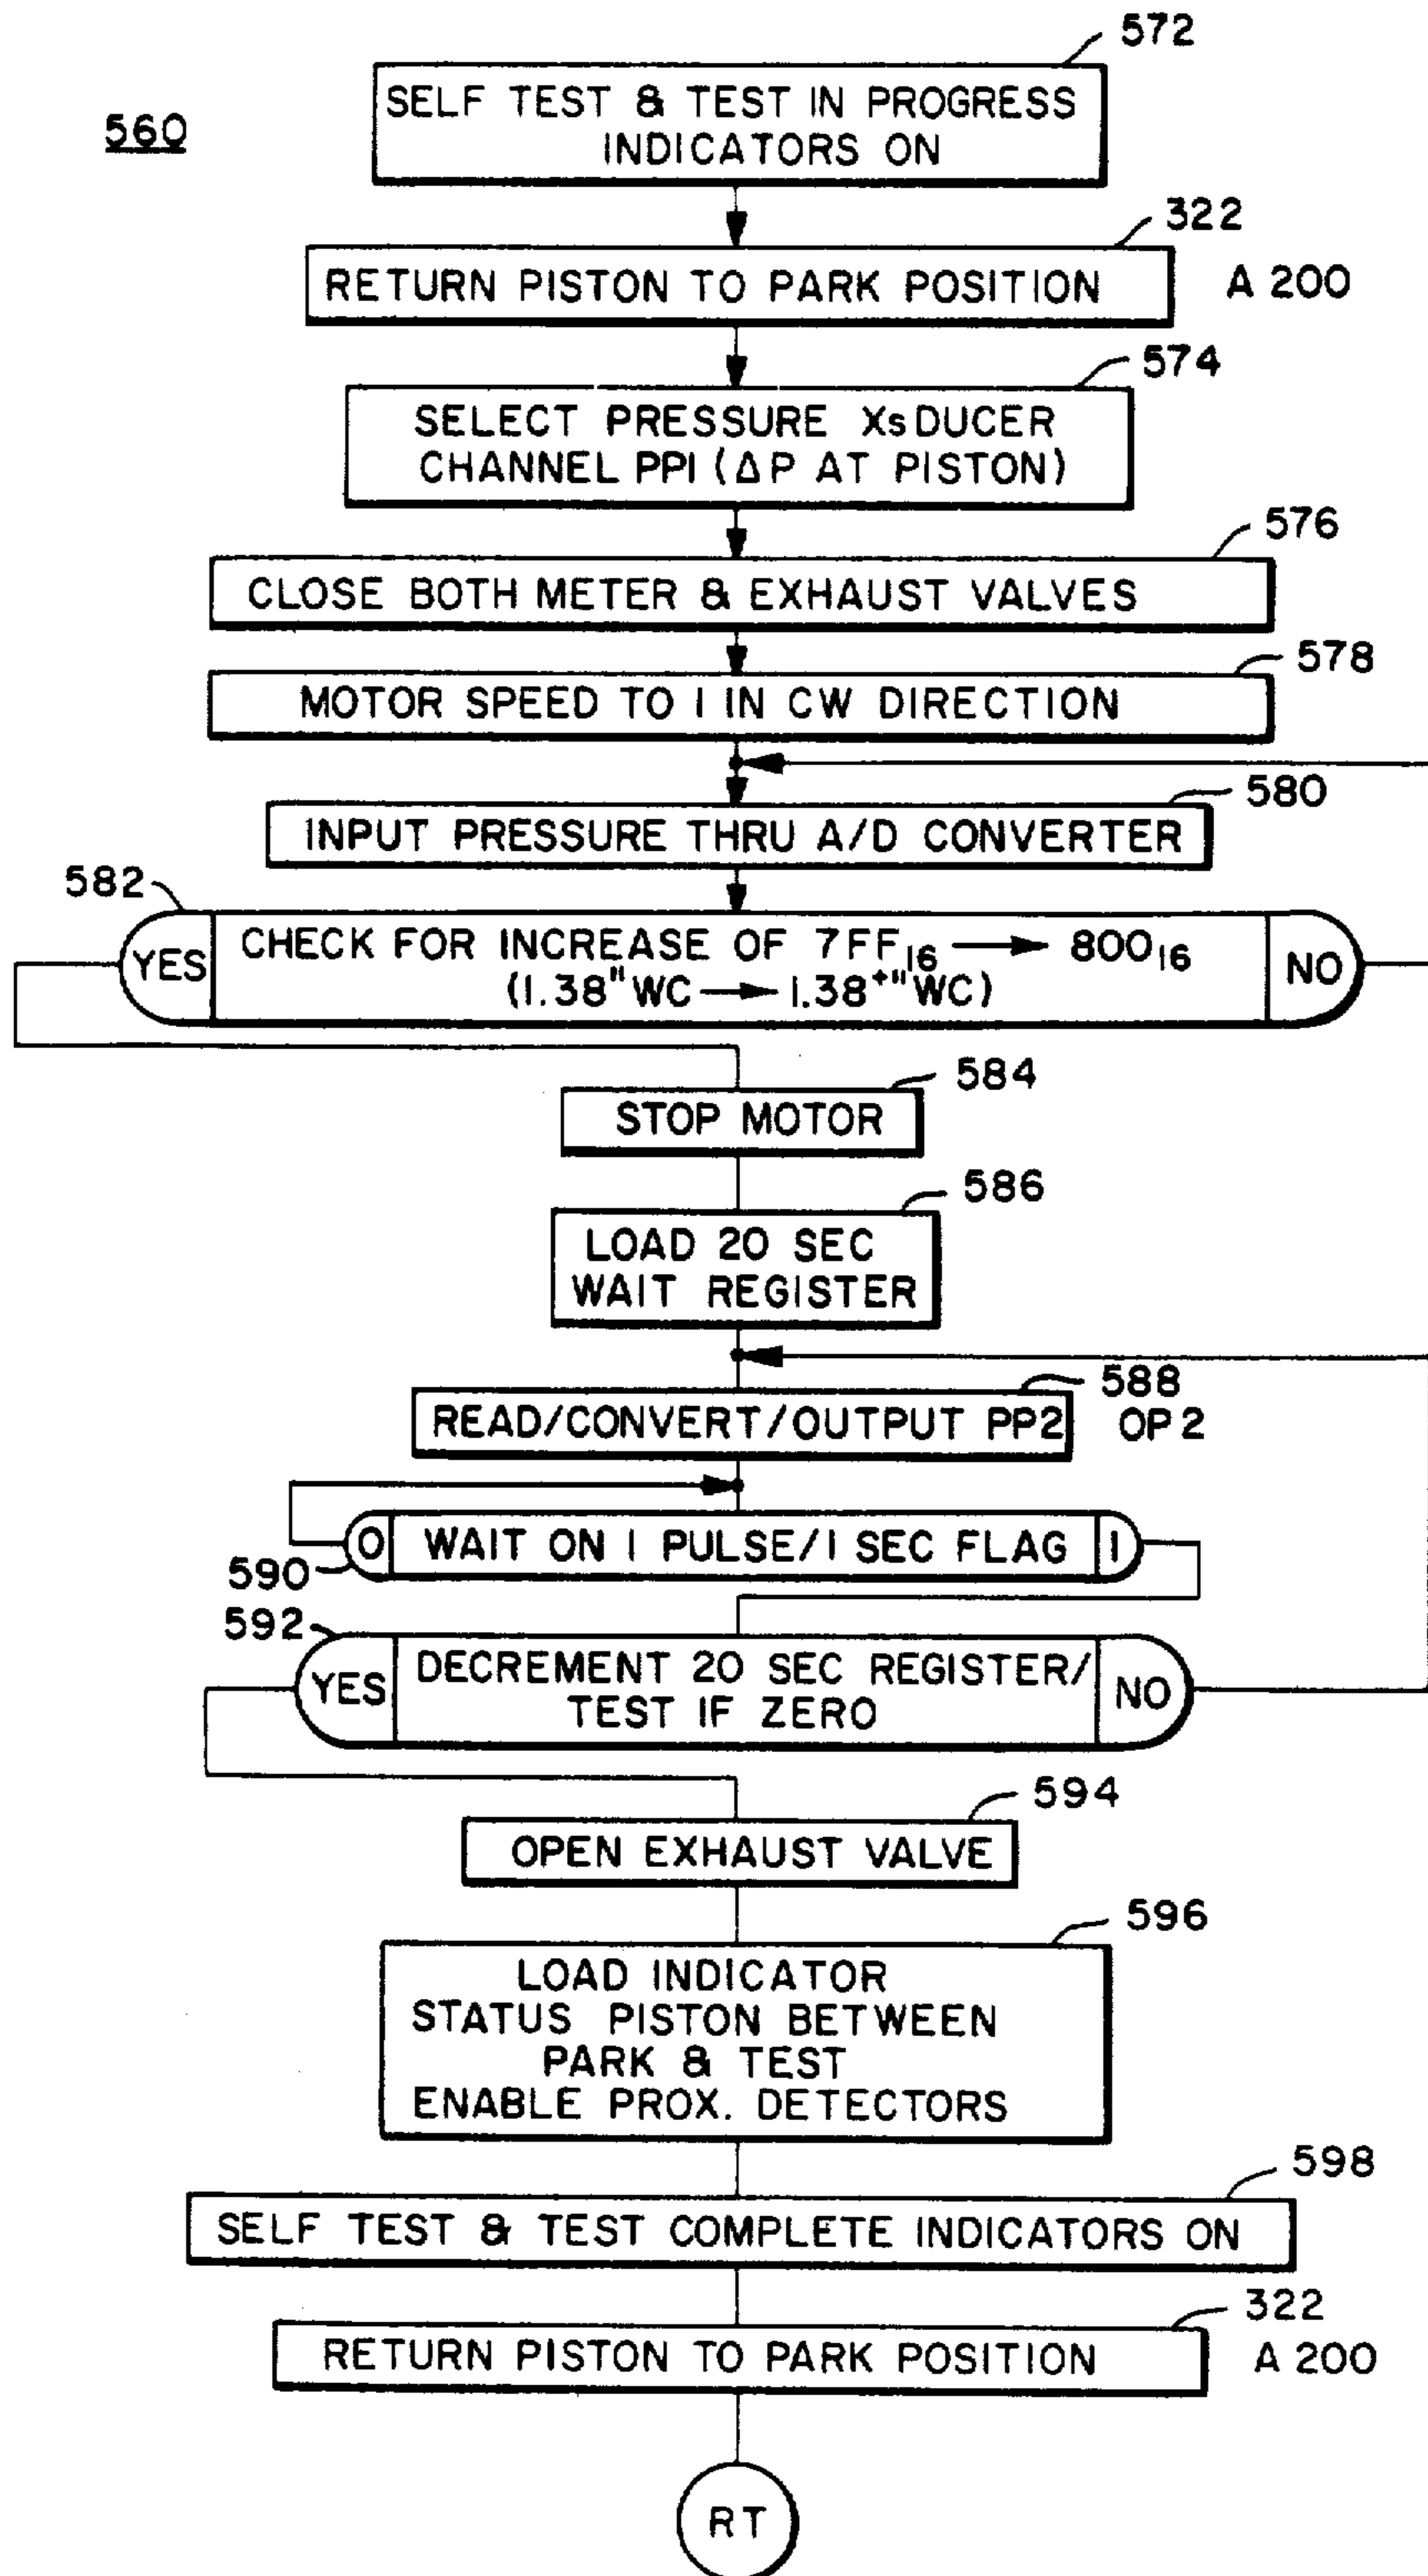 572
560
SELF TEST & TEST IN PROGRESS
INDICATORS ON
322
RETURN PISTON TO PARK POSITION
A 200
574
SELECT PRESSURE XsDUCER
CHANNEL PP1 (ΔP AT PISTON)
576
CLOSE BOTH METER & EXHAUST VALVES
578
MOTOR SPEED TO 1 IN CW DIRECTION
580
INPUT PRESSURE THRU A/D CONVERTER
582
YES
CHECK FOR INCREASE OF 7FF₁₆ → 800₁₆
(1.38"WC → 1.38⁺"WC)
NO
584
STOP MOTOR
586
LOAD 20 SEC
WAIT REGISTER
588
READ/CONVERT/OUTPUT PP2
OP2
0
WAIT ON 1 PULSE/1 SEC FLAG
1
590
592
YES
DECREMENT 20 SEC REGISTER/
TEST IF ZERO
NO
594
OPEN EXHAUST VALVE
596
LOAD INDICATOR
STATUS PISTON BETWEEN
PARK & TEST
ENABLE PROX. DETECTORS
598
SELF TEST & TEST COMPLETE INDICATORS ON
322
RETURN PISTON TO PARK POSITION
A 200
RT